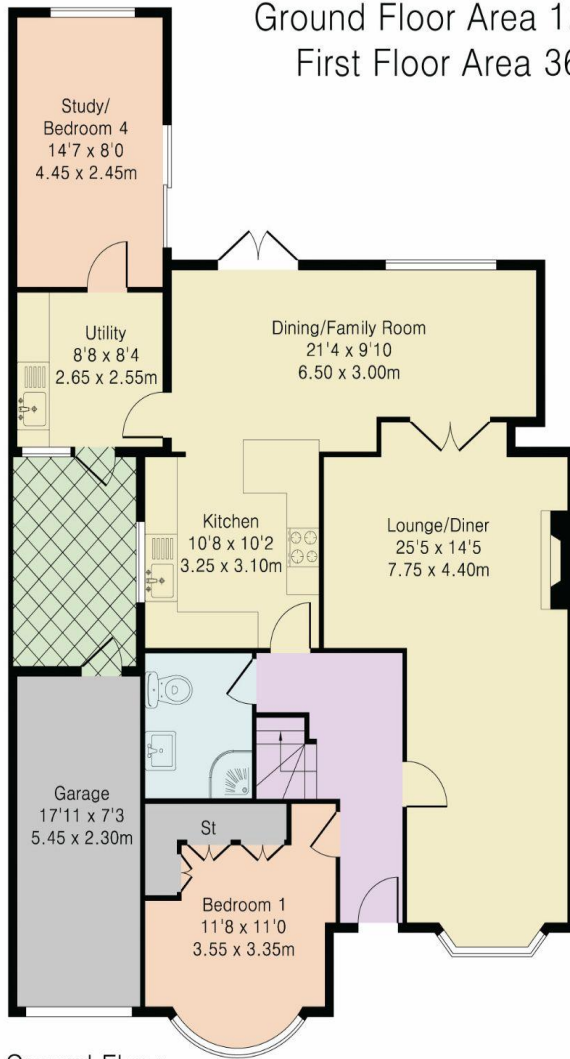 Ground Floor Area
First Floor Area
Study/
Bedroom 4
14'7 x 8'0
4.45 x 2.45m
Utility
8'8 x 8'4
2.65 x 2.55m
Dining/Family Room
21'4 x 9'10
6.50 x 3.00m
Kitchen
10'8 x 10'2
3.25 x 3.10m
Lounge/Diner
25'5 x 14'5
7.75 x 4.40m
Garage
17'11 x 7'3
5.45 x 2.30m
St
Bedroom 1
11'8 x 11'0
3.55 x 3.35m